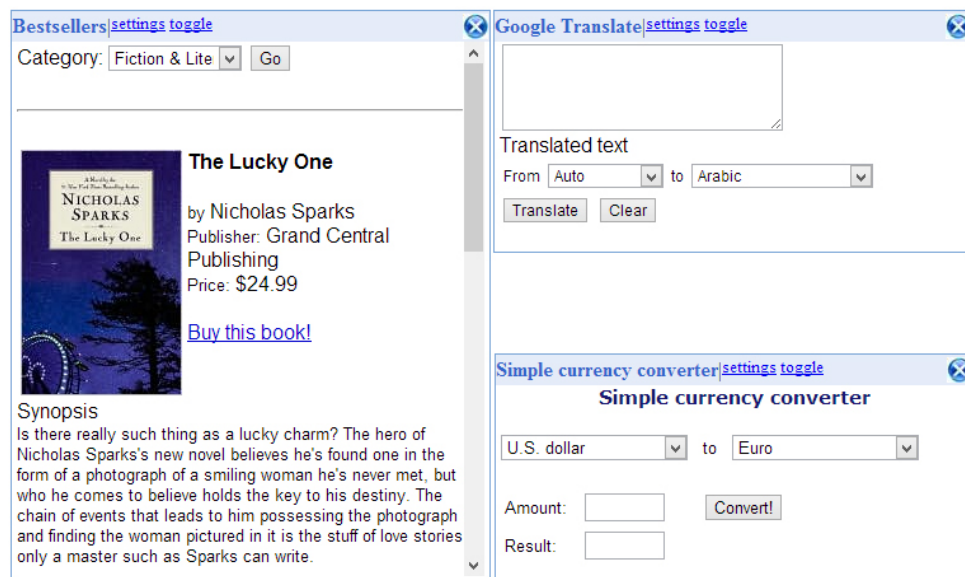 Bestsellers|settings toggle
Category: Fiction & Lite Go
A Novel by the
#1 New York Times Bestselling Author
NICHOLAS
SPARKS
The Lucky One
The Lucky One
by Nicholas Sparks
Publisher: Grand Central
Publishing
Price: $24.99
Buy this book!
Synopsis
Is there really such thing as a lucky charm? The hero of
Nicholas Sparks's new novel believes he's found one in the
form of a photograph of a smiling woman he's never met, but
who he comes to believe holds the key to his destiny. The
chain of events that leads to him possessing the photograph
and finding the woman pictured in it is the stuff of love stories
only a master such as Sparks can write.
Google Translate|settings toggle
Translated text
From Auto to Arabic
Translate Clear
Simple currency converter|settings toggle
Simple currency converter
U.S. dollar to Euro
Amount: Convert!
Result: